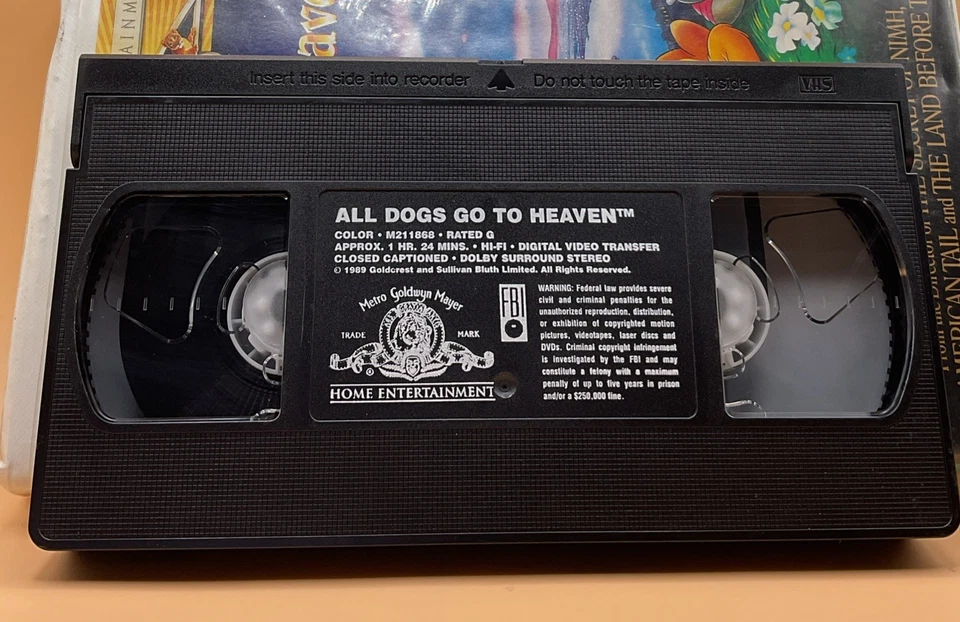 AINM
av
Insert this side into recorder
Do not touch the tape inside
VHS
ALL DOGS GO TO HEAVEN™
COLOR • M211868 • RATED G
APPROX. 1 HR. 24 MINS. • HI-FI • DIGITAL VIDEO TRANSFER
CLOSED CAPTIONED • DOLBY SURROUND STEREO
© 1989 Goldcrest and Sullivan Bluth Limited. All Rights Reserved.
Metro Goldwyn Mayer
TRADE MARK
®
HOME ENTERTAINMENT
FBI
WARNING: Federal law provides severe
civil and criminal penalties for the
unauthorized reproduction, distribution,
or exhibition of copyrighted motion
pictures, videotapes, laser discs and
DVDs. Criminal copyright infringement
is investigated by the FBI and may
constitute a felony with a maximum
penalty of up to five years in prison
and/or a $250,000 fine.
SECRET OF NIMH,
AMERICAN TAIL and THE LAND BEFORE T